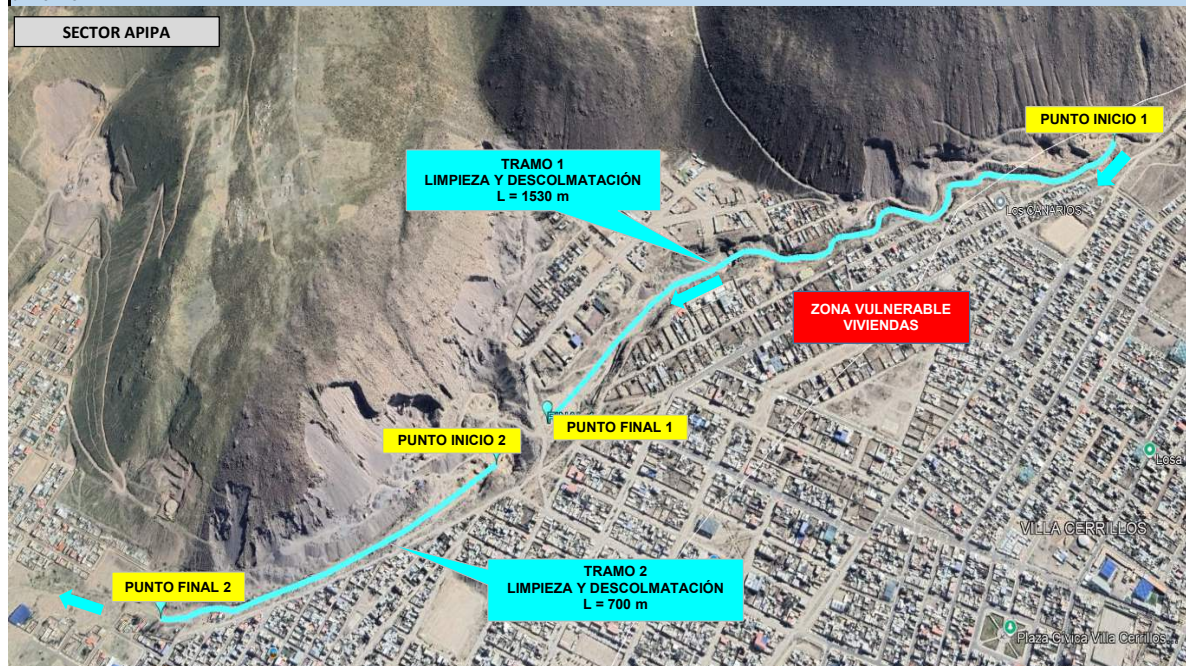 SECTOR APIPA
PUNTO INICIO 1
TRAMO 1
LIMPIEZA Y DESCOLMATACIÓN
L = 1530 m
Los CANARIOS
ZONA VULNERABLE
VIVIENDAS
PUNTO FINAL 1
PUNTO INICIO 2
Losa
VILLA CERRILLOS
TRAMO 2
LIMPIEZA Y DESCOLMATACIÓN
L = 700 m
PUNTO FINAL 2
Plaza Civica Villa Cerrillos